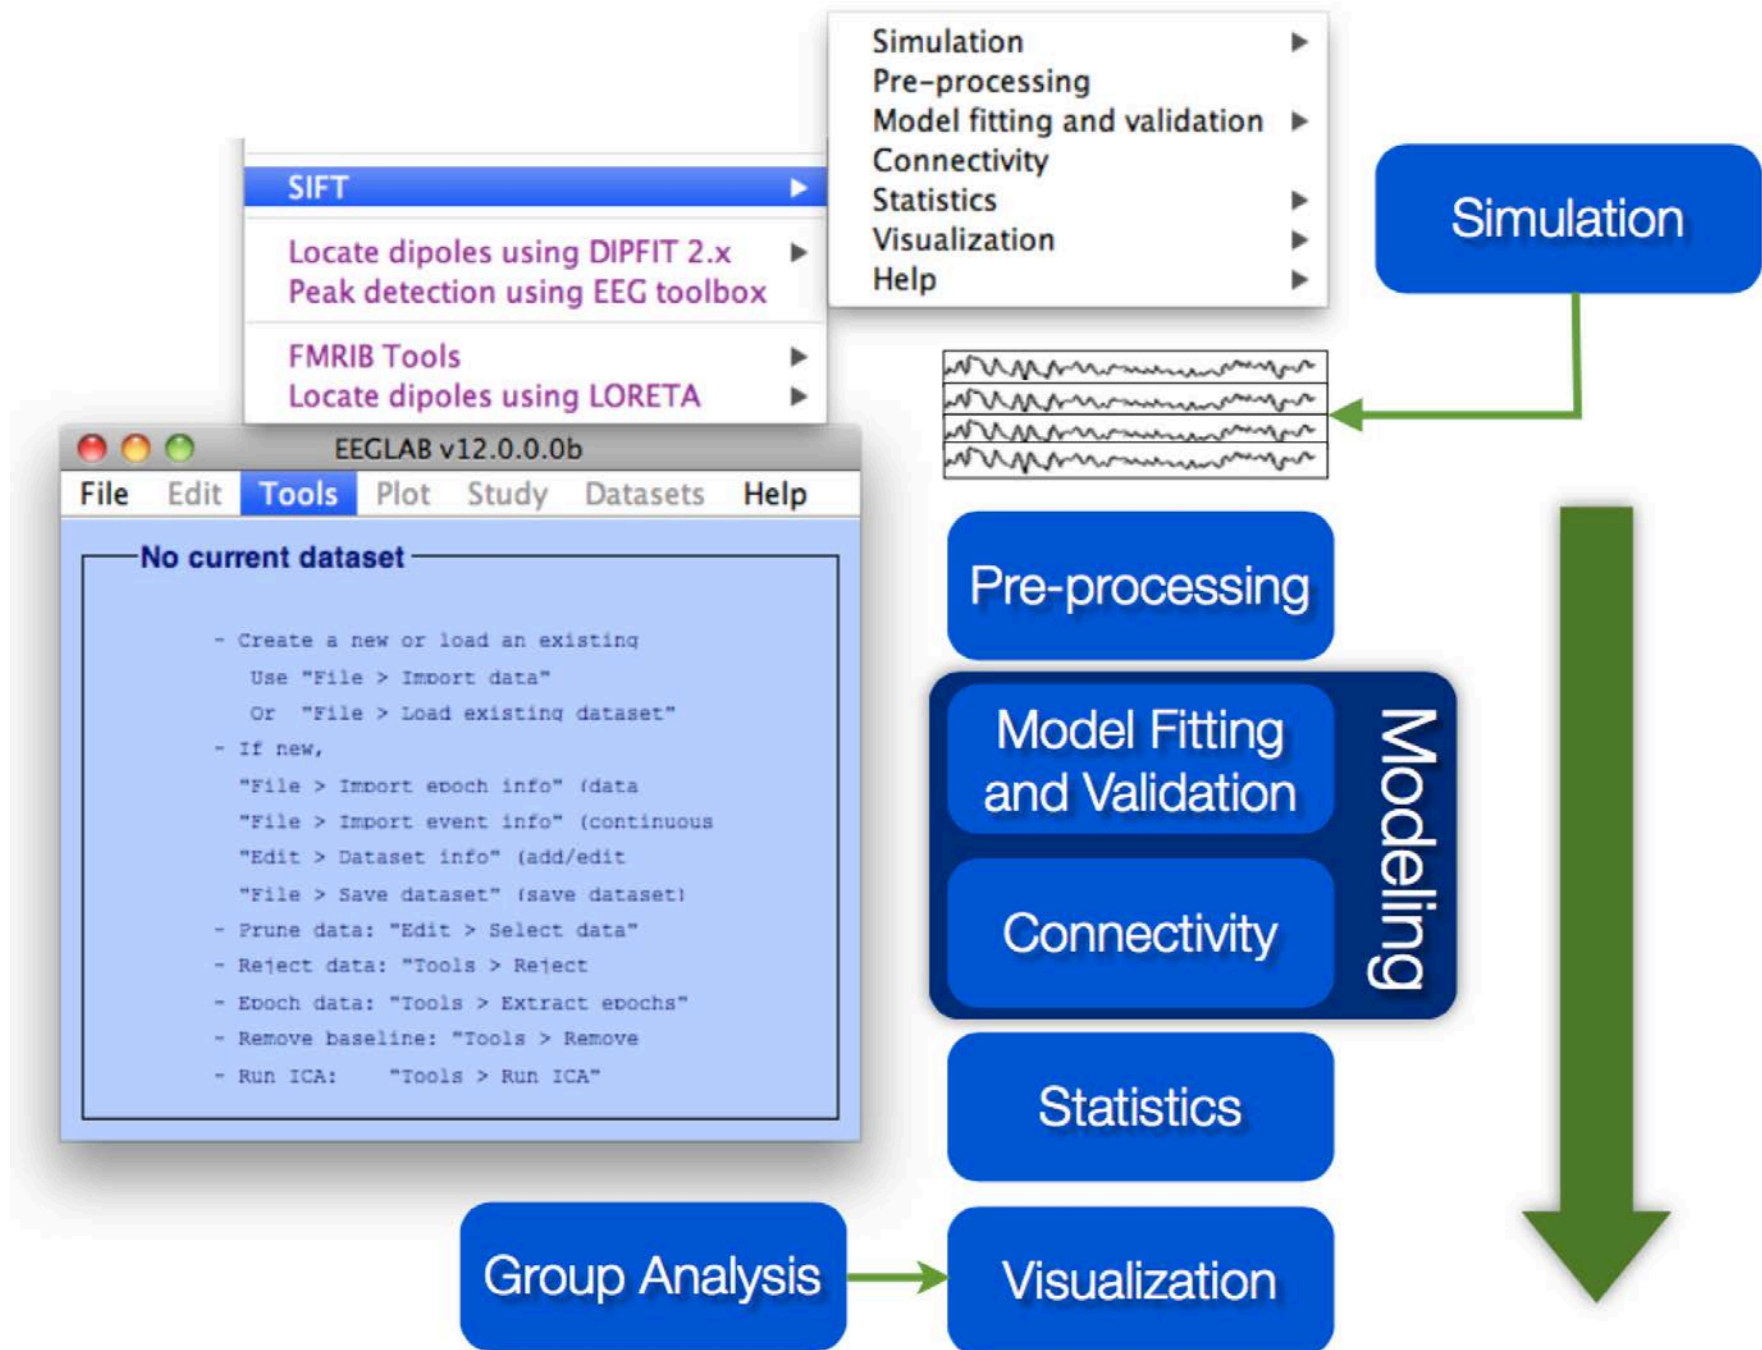 Simulation
Pre-processing
Model fitting and validation
Connectivity
Statistics
Visualization
Help
SIFT
Locate dipoles using DIPFIT 2.x
Peak detection using EEG toolbox
FMRIB Tools
Locate dipoles using LORETA
EEGLAB v12.0.0.0b
File Edit Tools Plot Study Datasets Help
No current dataset
- Create a new or load an existing
Use "File > Import data"
Or "File > Load existing dataset"
- If new,
"File > Import epoch info" (data
"File > Import event info" (continuous
"Edit > Dataset info" (add/edit
"File > Save dataset" (save dataset)
- Prune data: "Edit > Select data"
- Reject data: "Tools > Reject
- Epoch data: "Tools > Extract epochs"
- Remove baseline: "Tools > Remove
- Run ICA: "Tools > Run ICA"
Simulation
Pre-processing
Model Fitting
and Validation
Connectivity
Modeling
Statistics
Group Analysis
Visualization